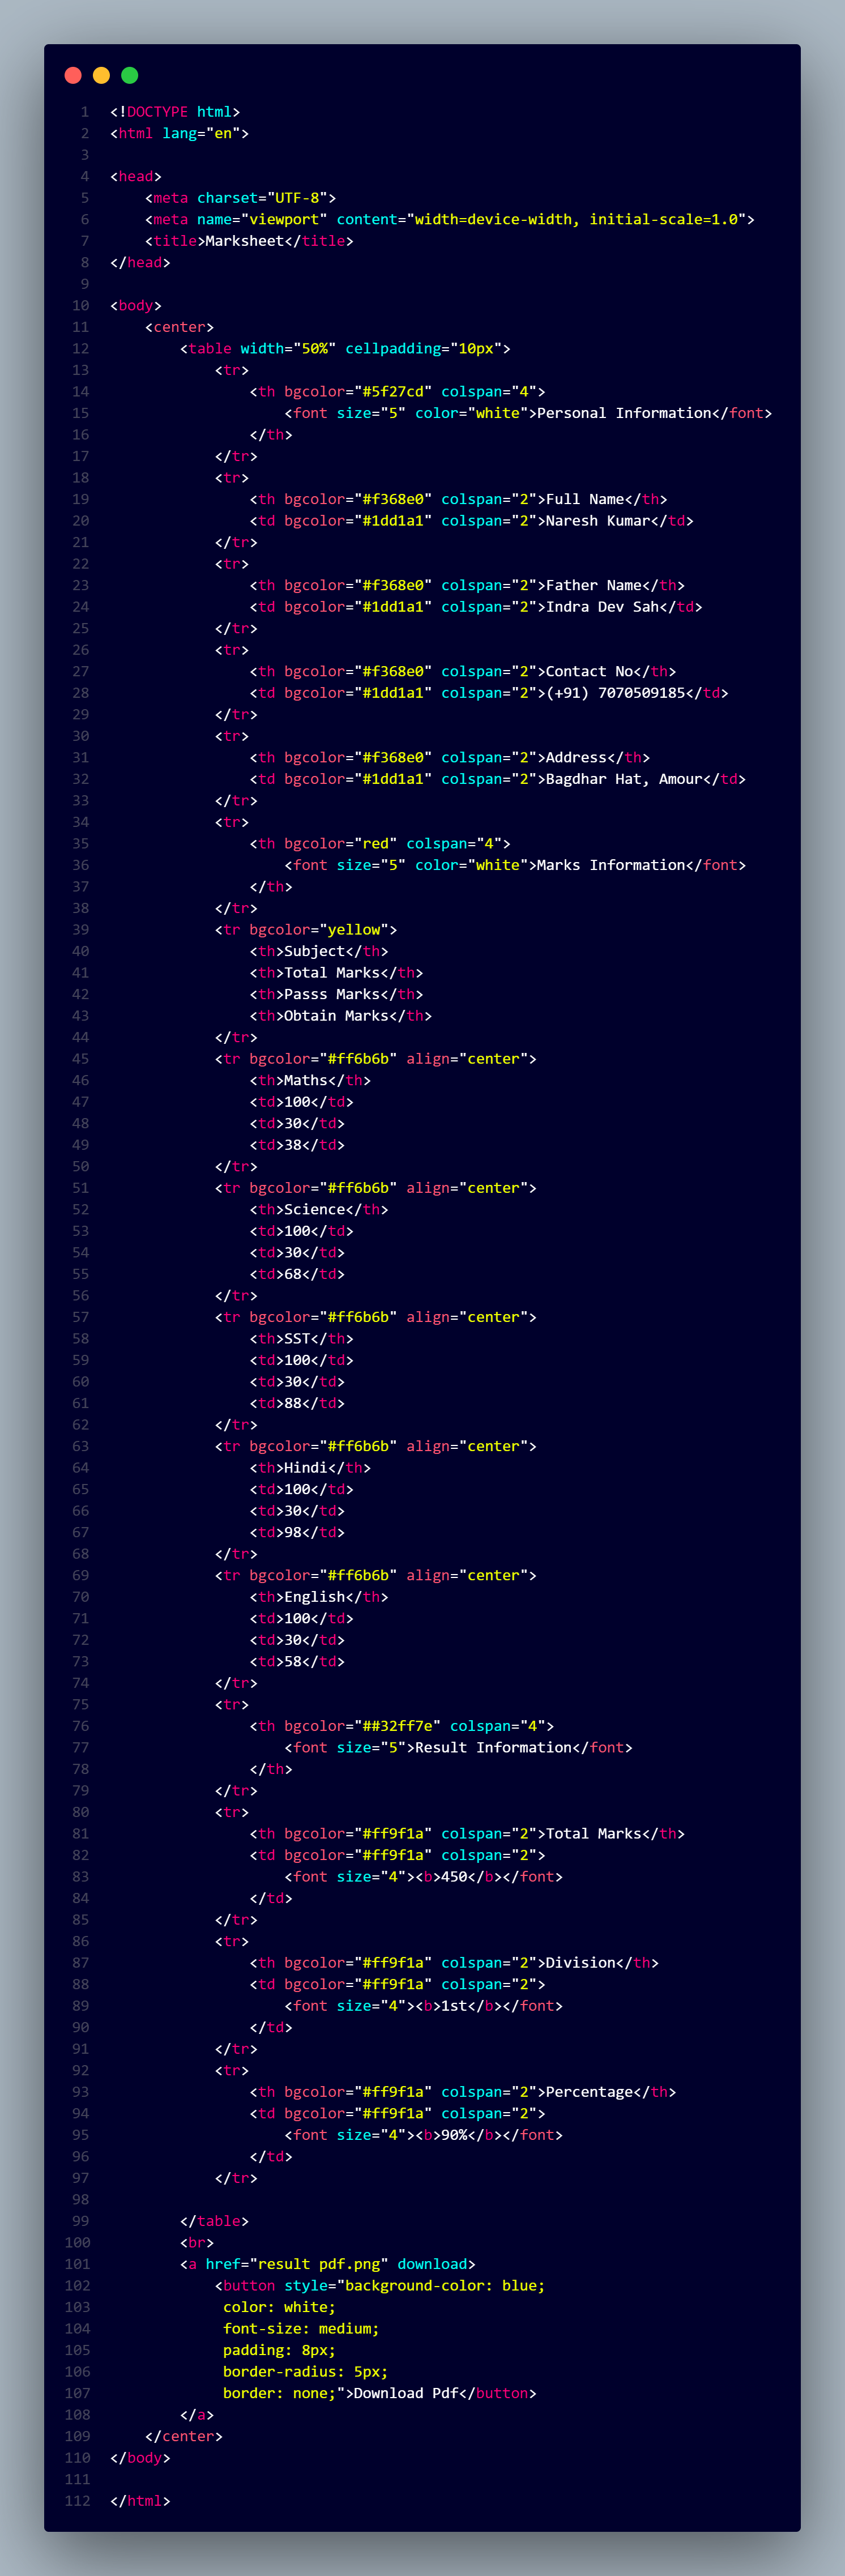 1 <!DOCTYPE html>
2 <html lang="en">
3
4 <head>
5     <meta charset="UTF-8">
6     <meta name="viewport" content="width=device-width, initial-scale=1.0">
7     <title>Marksheet</title>
8 </head>
9
10 <body>
11     <center>
12         <table width="50%" cellpadding="10px">
13             <tr>
14                 <th bgcolor="#5f27cd" colspan="4">
15                     <font size="5" color="white">Personal Information</font>
16                 </th>
17             </tr>
18             <tr>
19                 <th bgcolor="#f368e0" colspan="2">Full Name</th>
20                 <td bgcolor="#1dd1a1" colspan="2">Naresh Kumar</td>
21             </tr>
22             <tr>
23                 <th bgcolor="#f368e0" colspan="2">Father Name</th>
24                 <td bgcolor="#1dd1a1" colspan="2">Indra Dev Sah</td>
25             </tr>
26             <tr>
27                 <th bgcolor="#f368e0" colspan="2">Contact No</th>
28                 <td bgcolor="#1dd1a1" colspan="2">(+91) 7070509185</td>
29             </tr>
30             <tr>
31                 <th bgcolor="#f368e0" colspan="2">Address</th>
32                 <td bgcolor="#1dd1a1" colspan="2">Bagdhar Hat, Amour</td>
33             </tr>
34             <tr>
35                 <th bgcolor="red" colspan="4">
36                     <font size="5" color="white">Marks Information</font>
37                 </th>
38             </tr>
39             <tr bgcolor="yellow">
40                 <th>Subject</th>
41                 <th>Total Marks</th>
42                 <th>Passs Marks</th>
43                 <th>Obtain Marks</th>
44             </tr>
45             <tr bgcolor="#ff6b6b" align="center">
46                 <th>Maths</th>
47                 <td>100</td>
48                 <td>30</td>
49                 <td>38</td>
50             </tr>
51             <tr bgcolor="#ff6b6b" align="center">
52                 <th>Science</th>
53                 <td>100</td>
54                 <td>30</td>
55                 <td>68</td>
56             </tr>
57             <tr bgcolor="#ff6b6b" align="center">
58                 <th>SST</th>
59                 <td>100</td>
60                 <td>30</td>
61                 <td>88</td>
62             </tr>
63             <tr bgcolor="#ff6b6b" align="center">
64                 <th>Hindi</th>
65                 <td>100</td>
66                 <td>30</td>
67                 <td>98</td>
68             </tr>
69             <tr bgcolor="#ff6b6b" align="center">
70                 <th>English</th>
71                 <td>100</td>
72                 <td>30</td>
73                 <td>58</td>
74             </tr>
75             <tr>
76                 <th bgcolor="##32ff7e" colspan="4">
77                     <font size="5">Result Information</font>
78                 </th>
79             </tr>
80             <tr>
81                 <th bgcolor="#ff9f1a" colspan="2">Total Marks</th>
82                 <td bgcolor="#ff9f1a" colspan="2">
83                     <font size="4"><b>450</b></font>
84                 </td>
85             </tr>
86             <tr>
87                 <th bgcolor="#ff9f1a" colspan="2">Division</th>
88                 <td bgcolor="#ff9f1a" colspan="2">
89                     <font size="4"><b>1st</b></font>
90                 </td>
91             </tr>
92             <tr>
93                 <th bgcolor="#ff9f1a" colspan="2">Percentage</th>
94                 <td bgcolor="#ff9f1a" colspan="2">
95                     <font size="4"><b>90%</b></font>
96                 </td>
97             </tr>
98
99         </table>
100         <br>
101         <a href="result pdf.png" download>
102             <button style="background-color: blue;
103              color: white;
104              font-size: medium;
105              padding: 8px;
106              border-radius: 5px;
107              border: none;">Download Pdf</button>
108         </a>
109     </center>
110 </body>
111
112 </html>